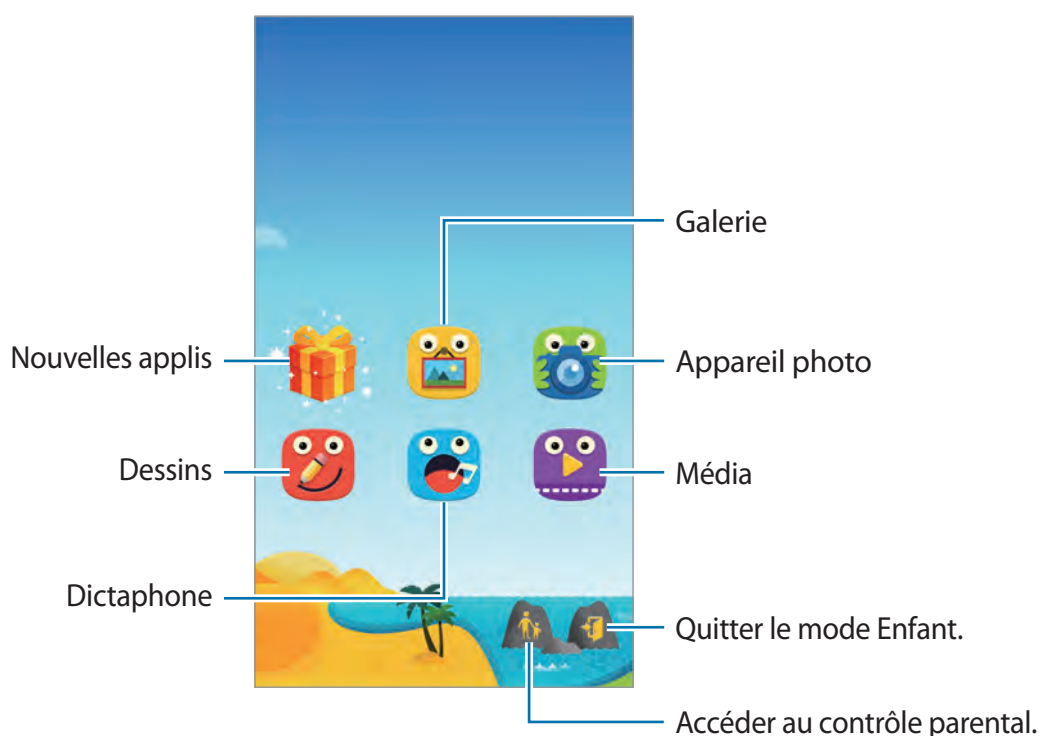 Galerie
Nouvelles applis
Appareil photo
Dessins
Média
Dictaphone
Quitter le mode Enfant.
Accéder au contrôle parental.